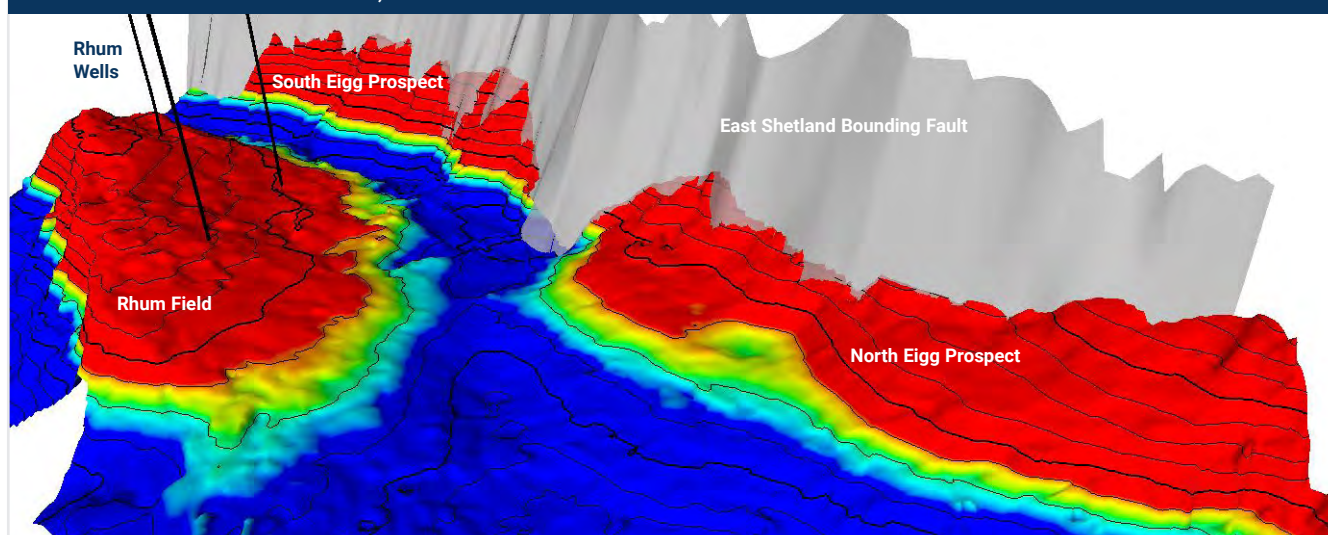 Rhum
Wells
South Eigg Prospect
East Shetland Bounding Fault
Rhum Field
North Eigg Prospect